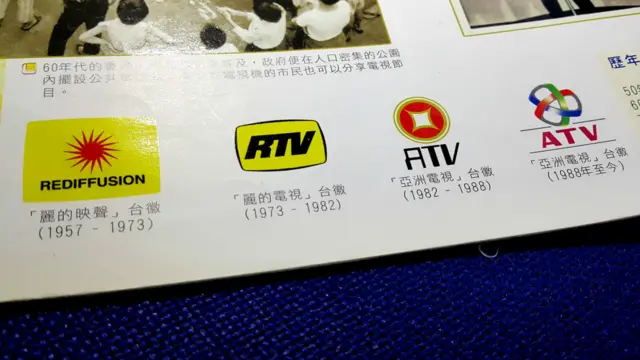 60年代的香
及,政府便在人口密集的公園
內擺設公共
視機的市民也可以分享電視節
目。
歷年
50
6
REDIFFUSION
「麗的映聲」台徽
(1957 - 1973)
RTV
「麗的電視」台徽
(1973 - 1982)
ATV
「亞洲電視」台徽
(1982 - 1988)
ATV
「亞洲電視」台徽
(1988年至今)